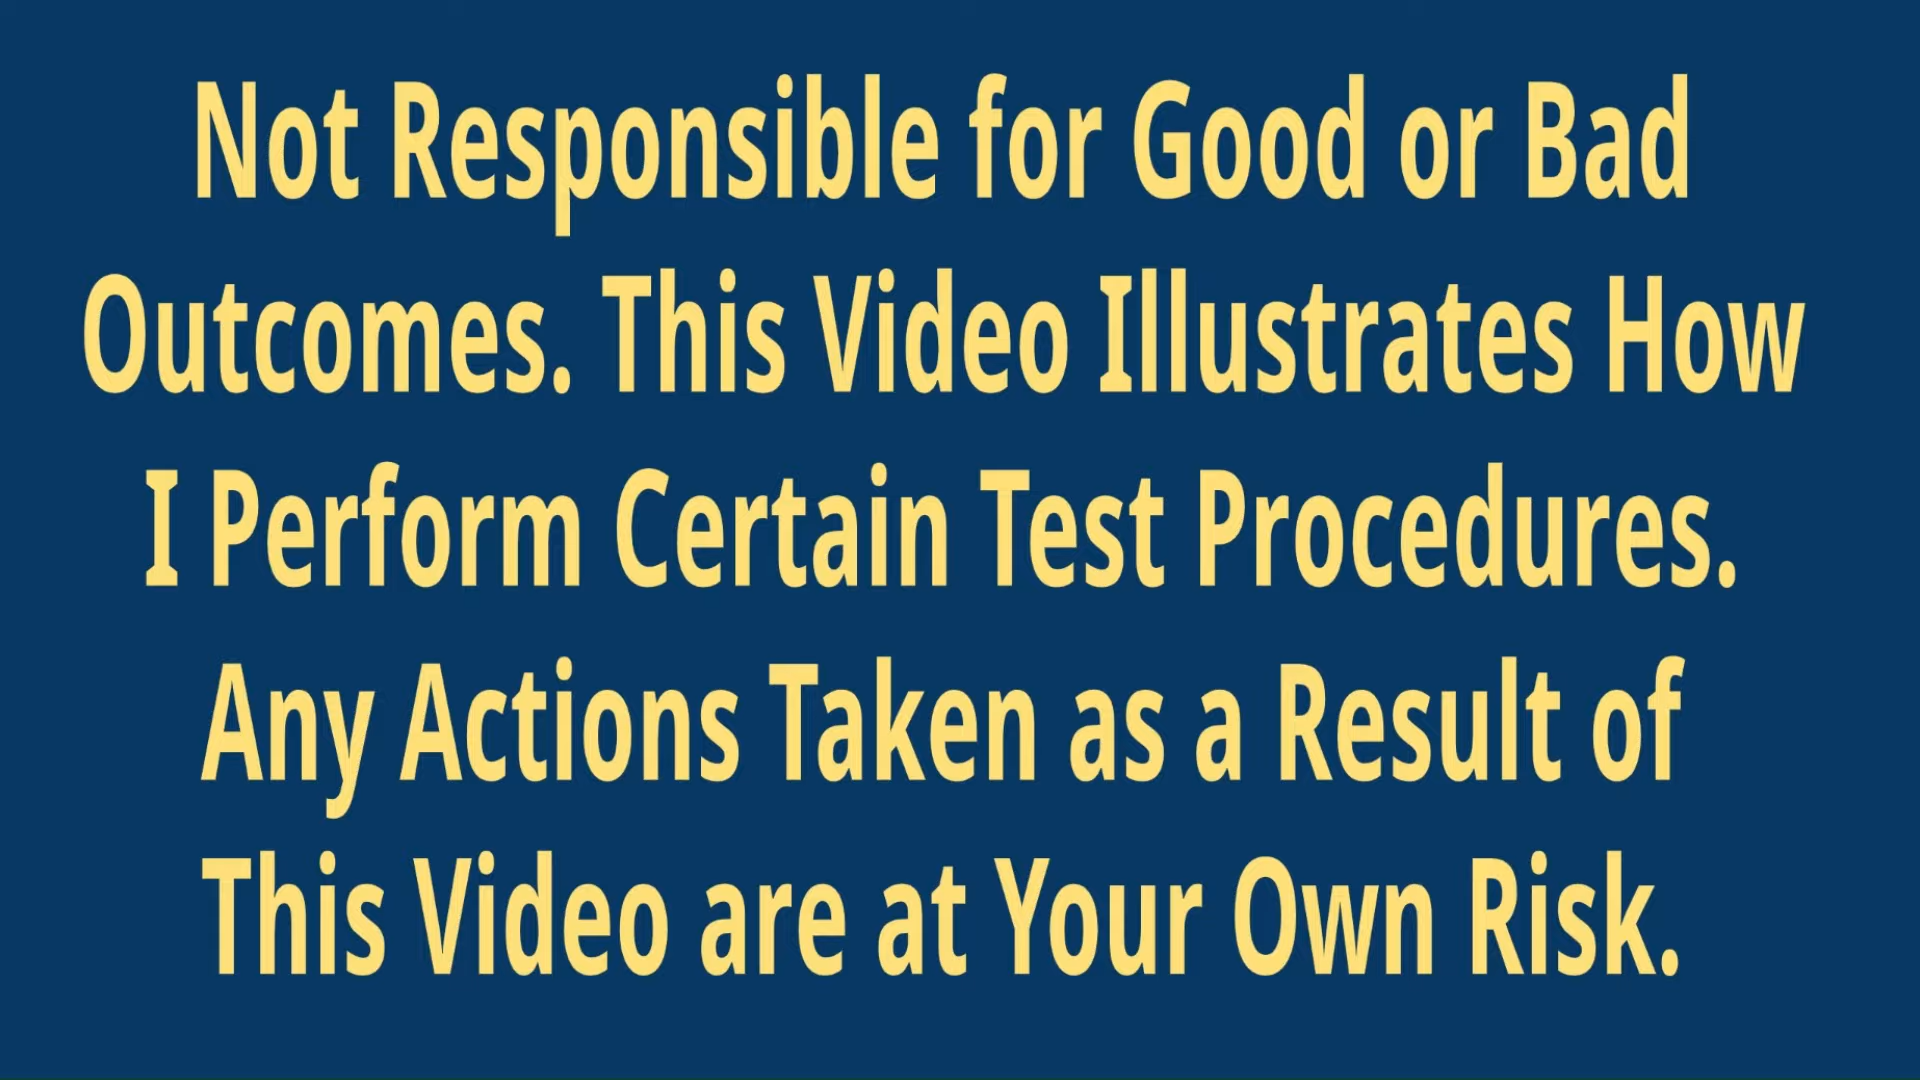 Not Responsible for Good or Bad
Outcomes. This Video Illustrates How
I Perform Certain Test Procedures.
Any Actions Taken as a Result of
This Video are at Your Own Risk.